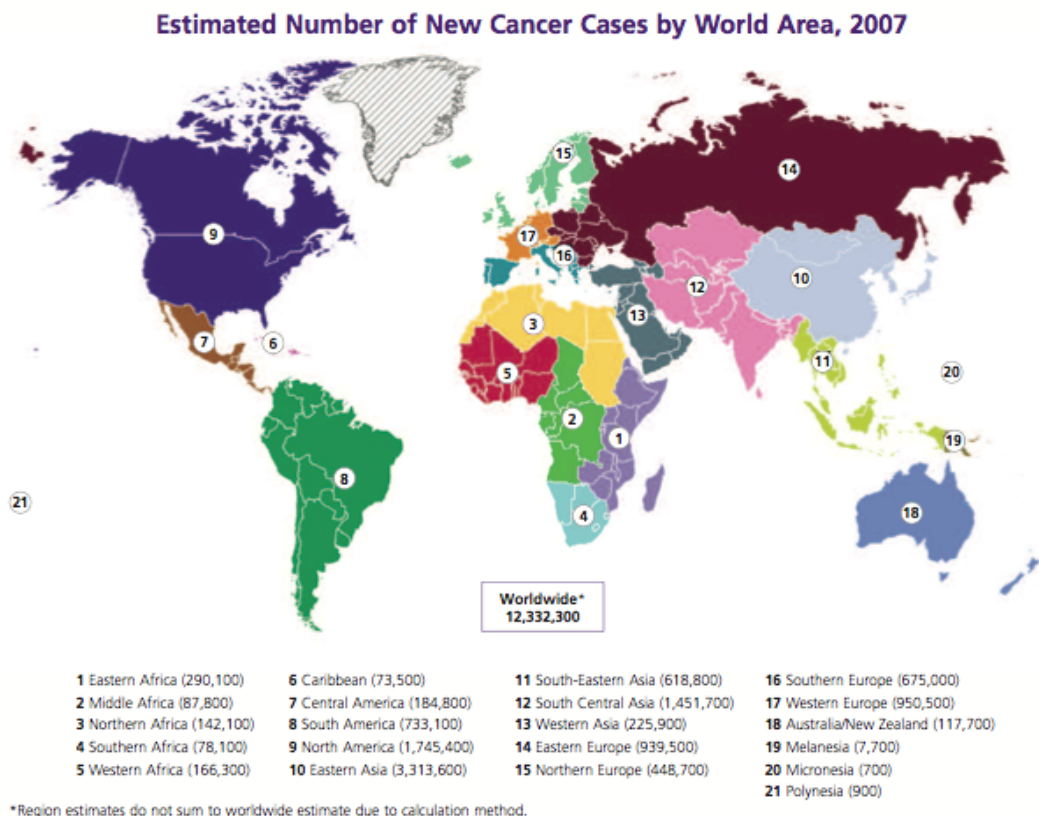 Estimated Number of New Cancer Cases by World Area, 2007
15
14
9
17
16
10
12
13
3
7
6
11
5
20
2
1
19
8
21
18
4
Worldwide*
12,332,300
1 Eastern Africa (290,100)
2 Middle Africa (87,800)
3 Northern Africa (142,100)
4 Southern Africa (78,100)
5 Western Africa (166,300)
6 Caribbean (73,500)
7 Central America (184,800)
8 South America (733,100)
9 North America (1,745,400)
10 Eastern Asia (3,313,600)
11 South-Eastern Asia (618,800)
12 South Central Asia (1,451,700)
13 Western Asia (225,900)
14 Eastern Europe (939,500)
15 Northern Europe (448,700)
16 Southern Europe (675,000)
17 Western Europe (950,500)
18 Australia/New Zealand (117,700)
19 Melanesia (7,700)
20 Micronesia (700)
21 Polynesia (900)
*Region estimates do not sum to worldwide estimate due to calculation method.